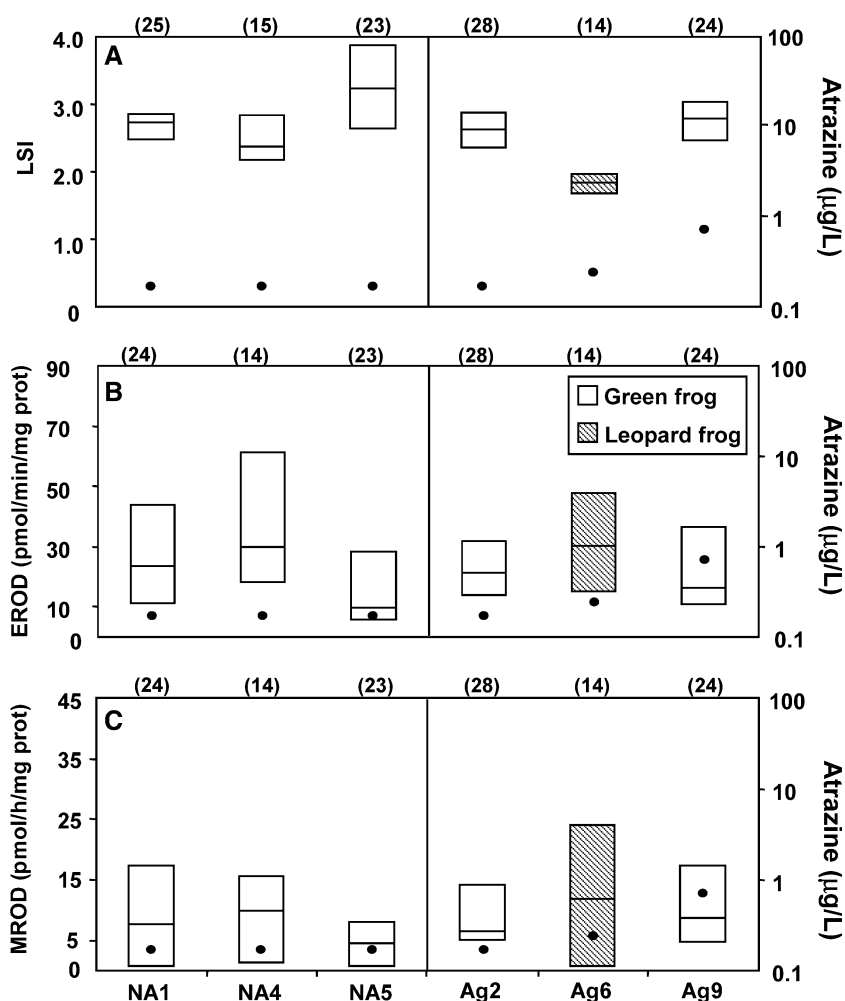 (25) (15) (23) (28) (14) (24)
A
4.0
3.0
2.0
1.0
0
LSI
100
10
1
0.1
Atrazine (μg/L)
(24) (14) (23) (28) (14) (24)
B
90
70
50
30
10
0
EROD (pmol/min/mg prot)
Green frog
Leopard frog
100
10
1
0.1
Atrazine (μg/L)
(24) (14) (23) (28) (14) (24)
C
45
35
25
15
5
0
MROD (pmol/h/mg prot)
100
10
1
0.1
Atrazine (μg/L)
NA1 NA4 NA5 Ag2 Ag6 Ag9